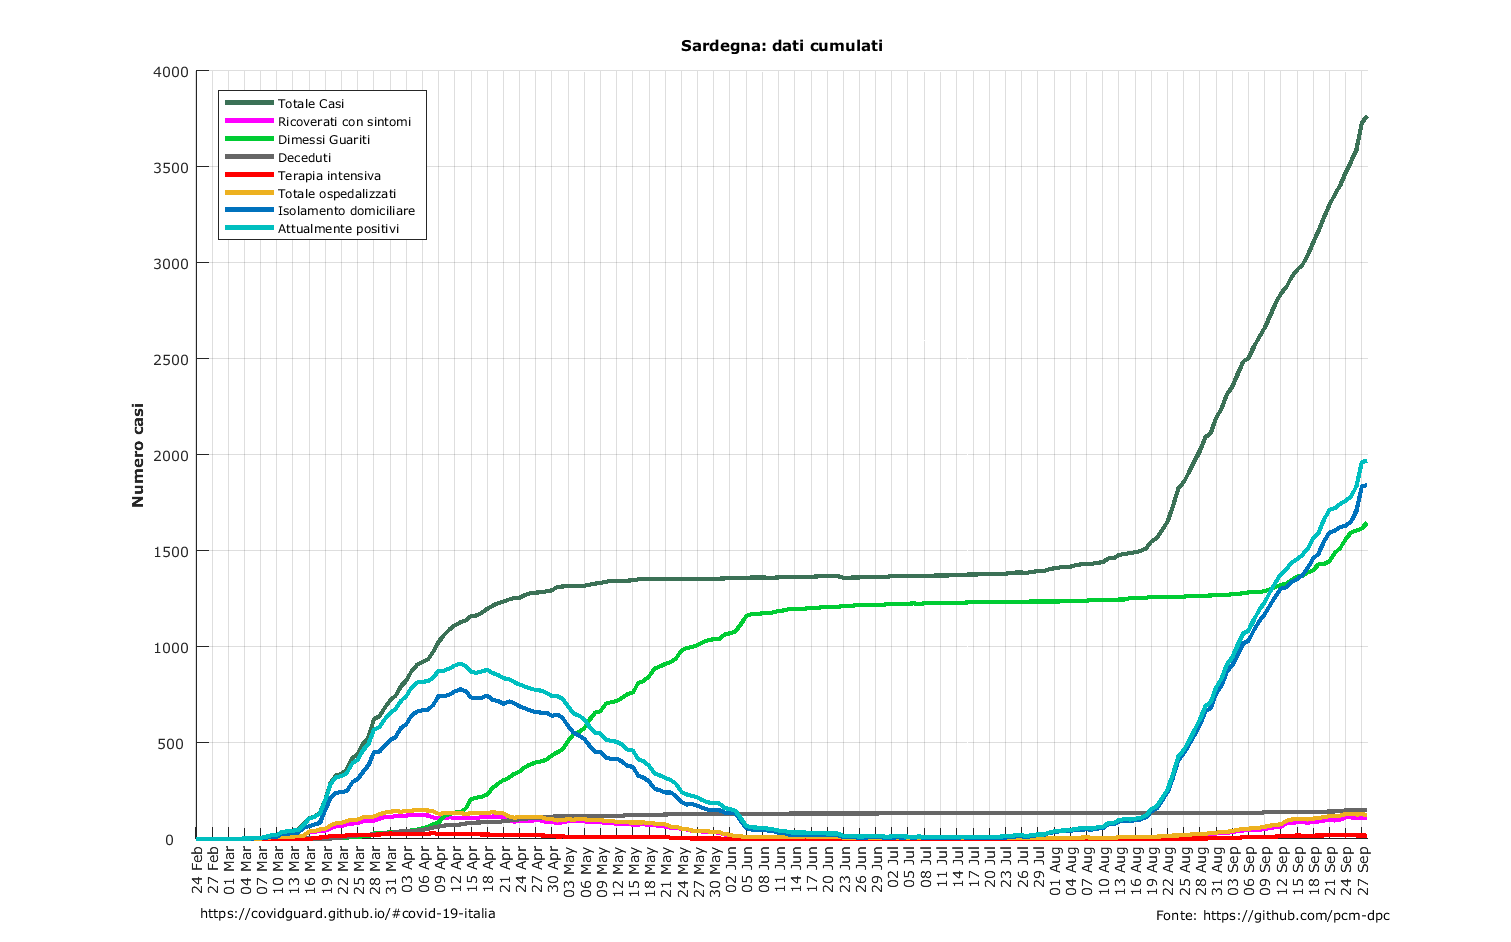 Sardegna: dati cumulati
Numero casi
4000
3500
3000
2500
2000
1500
1000
500
0
Totale Casi
Ricoverati con sintomi
Dimessi Guariti
Deceduti
Terapia intensiva
Totale ospedalizzati
Isolamento domiciliare
Attualmente positivi
24 Feb
27 Feb
01 Mar
04 Mar
07 Mar
10 Mar
13 Mar
16 Mar
19 Mar
22 Mar
25 Mar
28 Mar
31 Mar
03 Apr
06 Apr
09 Apr
12 Apr
15 Apr
18 Apr
21 Apr
24 Apr
27 Apr
30 Apr
03 May
06 May
09 May
12 May
15 May
18 May
21 May
24 May
27 May
30 May
02 Jun
05 Jun
08 Jun
11 Jun
14 Jun
17 Jun
20 Jun
23 Jun
26 Jun
29 Jun
02 Jul
05 Jul
08 Jul
11 Jul
14 Jul
17 Jul
20 Jul
23 Jul
26 Jul
29 Jul
01 Aug
04 Aug
07 Aug
10 Aug
13 Aug
16 Aug
19 Aug
22 Aug
25 Aug
28 Aug
31 Aug
03 Sep
06 Sep
09 Sep
12 Sep
15 Sep
18 Sep
21 Sep
24 Sep
27 Sep
https://covidguard.github.io/#covid-19-italia
Fonte: https://github.com/pcm-dpc